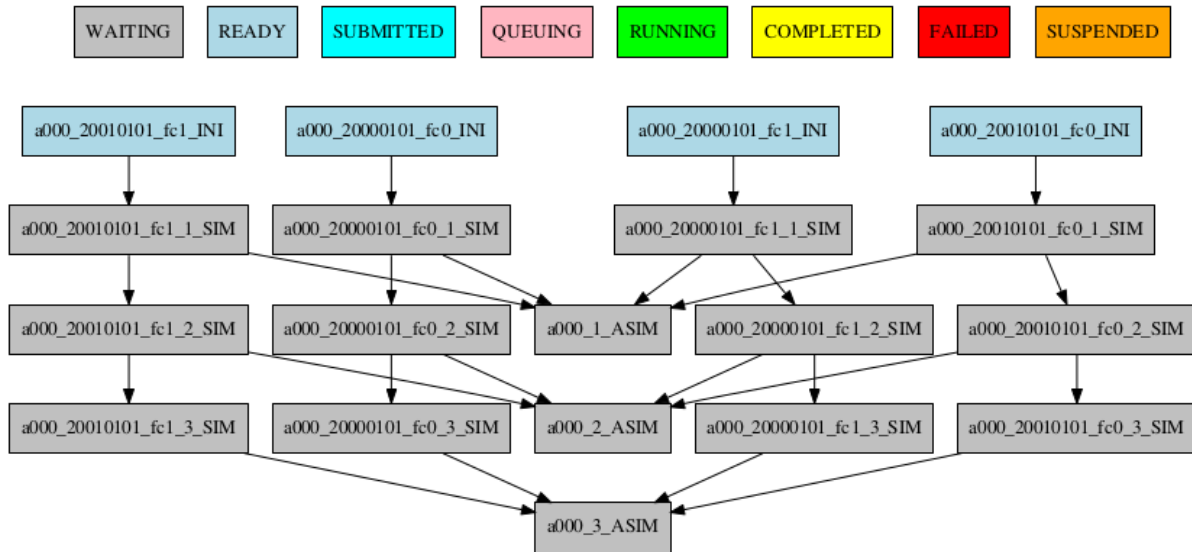 WAITING READY SUBMITTED QUEUING RUNNING COMPLETED FAILED SUSPENDED
a000_20010101_fc1_INI a000_20000101_fc0_INI a000_20000101_fc1_INI a000_20010101_fc0_INI
a000_20010101_fc1_1_SIM a000_20000101_fc0_1_SIM a000_20000101_fc1_1_SIM a000_20010101_fc0_1_SIM
a000_20010101_fc1_2_SIM a000_20000101_fc0_2_SIM a000_1_ASIM a000_20000101_fc1_2_SIM a000_20010101_fc0_2_SIM
a000_20010101_fc1_3_SIM a000_20000101_fc0_3_SIM a000_2_ASIM a000_20000101_fc1_3_SIM a000_20010101_fc0_3_SIM
a000_3_ASIM